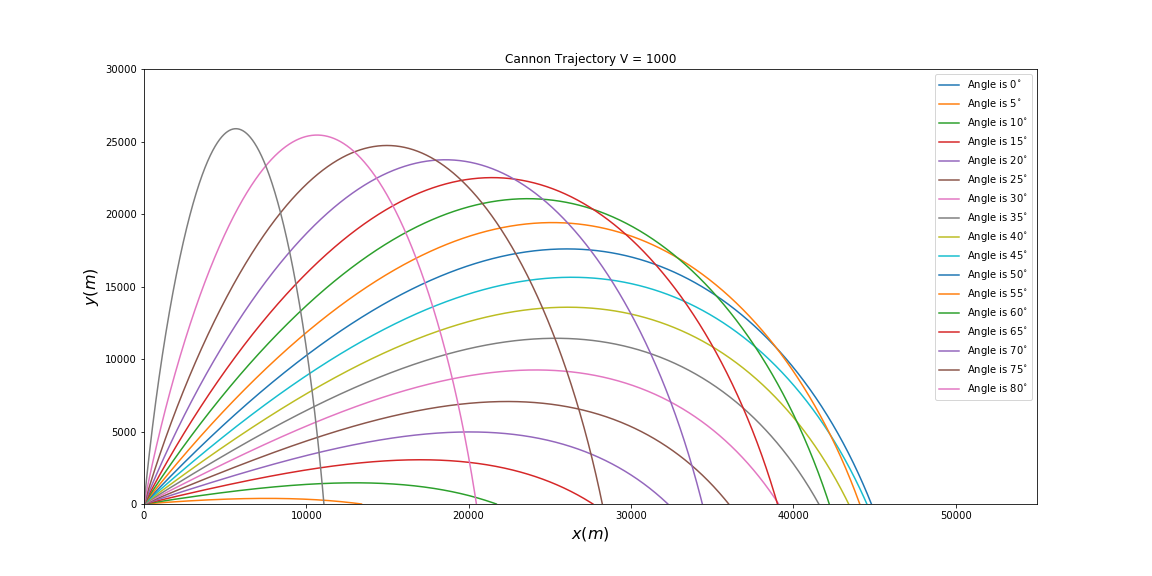 Cannon Trajectory V = 1000
30000
25000
20000
15000
10000
5000
0
y(m)
0 10000 20000 30000 40000 50000
x(m)
Angle is 0°
Angle is 5°
Angle is 10°
Angle is 15°
Angle is 20°
Angle is 25°
Angle is 30°
Angle is 35°
Angle is 40°
Angle is 45°
Angle is 50°
Angle is 55°
Angle is 60°
Angle is 65°
Angle is 70°
Angle is 75°
Angle is 80°